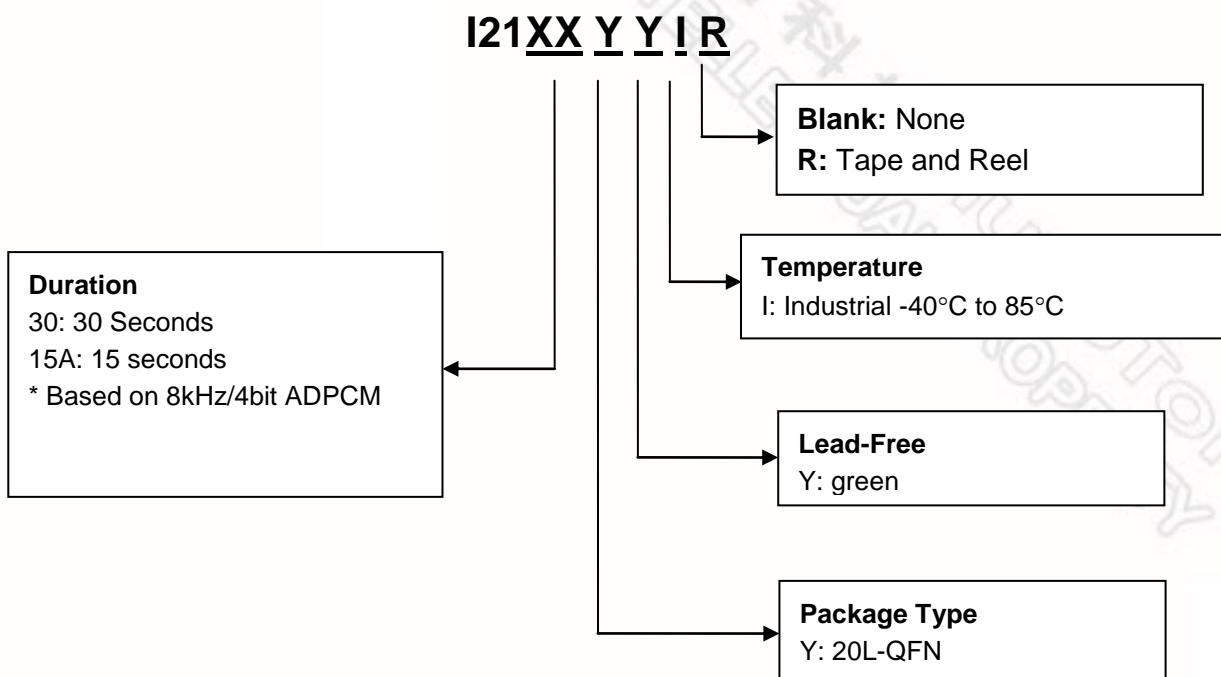 I21XX Y Y I R
Blank: None
R: Tape and Reel
Temperature
I: Industrial -40°C to 85°C
Duration
30: 30 Seconds
15A: 15 seconds
* Based on 8kHz/4bit ADPCM
Lead-Free
Y: green
Package Type
Y: 20L-QFN